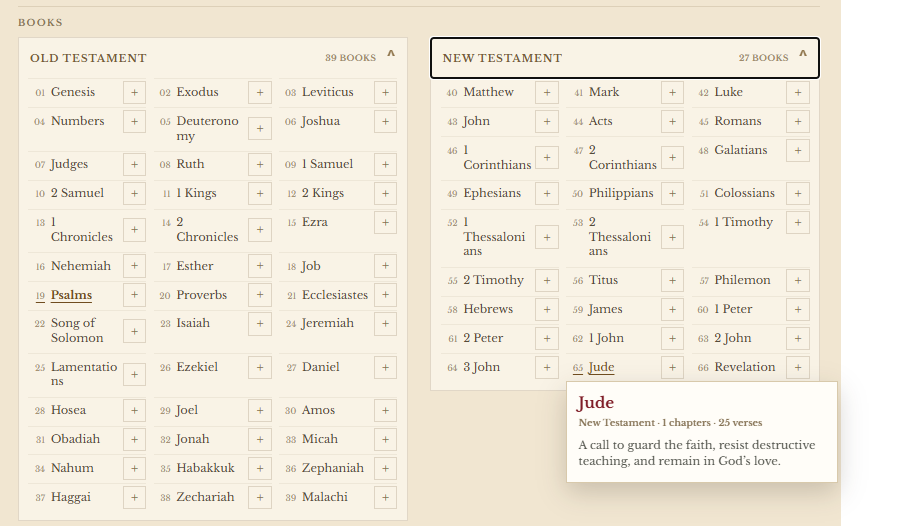 BOOKS
OLD TESTAMENT 39 BOOKS ^
01 Genesis + 02 Exodus + 03 Leviticus +
04 Numbers + 05 Deuterono + 06 Joshua +
my
07 Judges + 08 Ruth + 09 1 Samuel +
10 2 Samuel + 11 1 Kings + 12 2 Kings +
13 1 + 14 2 + 15 Ezra +
Chronicles Chronicles
16 Nehemiah + 17 Esther + 18 Job +
19 Psalms + 20 Proverbs + 21 Ecclesiastes +
22 Song of + 23 Isaiah + 24 Jeremiah +
Solomon
25 Lamentatio + 26 Ezekiel + 27 Daniel +
ns
28 Hosea + 29 Joel + 30 Amos +
31 Obadiah + 32 Jonah + 33 Micah +
34 Nahum + 35 Habakkuk + 36 Zephaniah +
37 Haggai + 38 Zechariah + 39 Malachi +
NEW TESTAMENT 27 BOOKS ^
40 Matthew + 41 Mark + 42 Luke +
43 John + 44 Acts + 45 Romans +
46 1 + 47 2 + 48 Galatians +
Corinthians Corinthians
49 Ephesians + 50 Philippians + 51 Colossians +
52 1 + 53 2 + 54 1 Timothy +
Thessaloni Thessaloni
ans ans
55 2 Timothy + 56 Titus + 57 Philemon +
58 Hebrews + 59 James + 60 1 Peter +
61 2 Peter + 62 1 John + 63 2 John +
64 3 John + 65 Jude + 66 Revelation +
Jude
New Testament · 1 chapters · 25 verses
A call to guard the faith, resist destructive
teaching, and remain in God’s love.